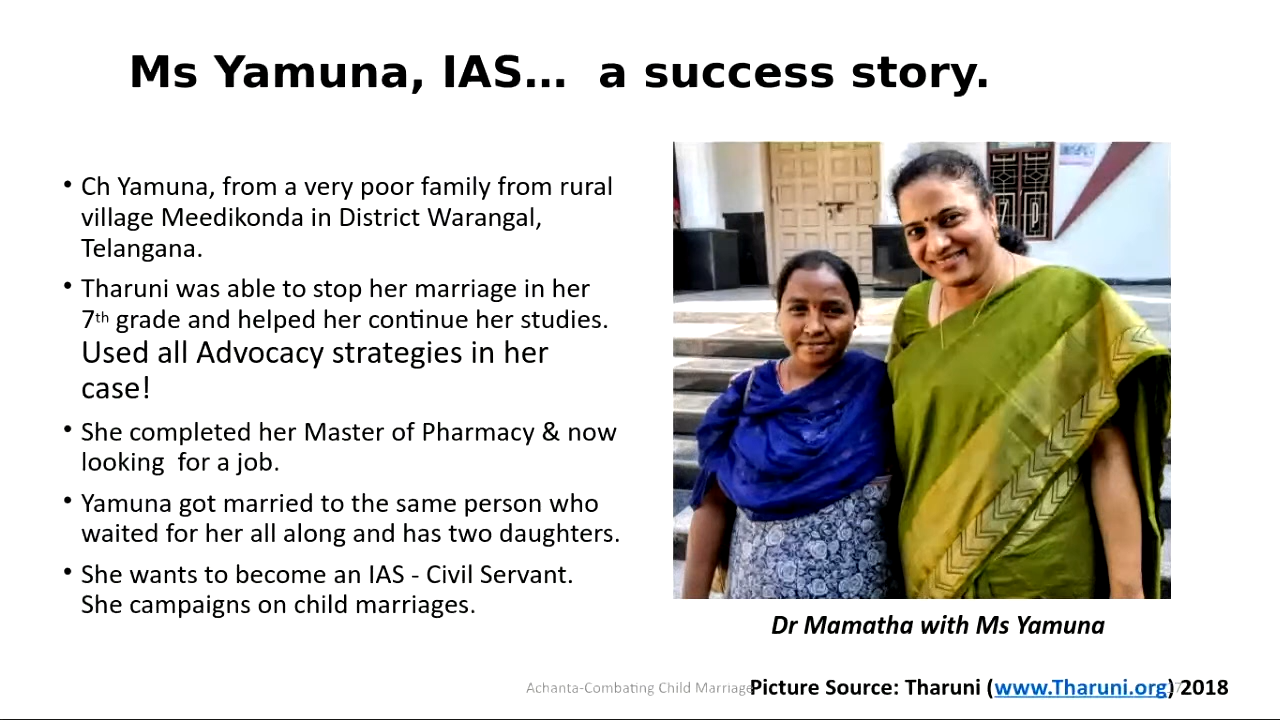 Ms Yamuna, IAS…  a success story.
• Ch Yamuna, from a very poor family from rural
village Meedikonda in District Warangal,
Telangana.
• Tharuni was able to stop her marriage in her
7th grade and helped her continue her studies.
Used all Advocacy strategies in her
case!
• She completed her Master of Pharmacy & now
looking  for a job.
• Yamuna got married to the same person who
waited for her all along and has two daughters.
• She wants to become an IAS - Civil Servant.
She campaigns on child marriages.
Dr Mamatha with Ms Yamuna
Achanta-Combating Child Marriage
Picture Source: Tharuni (www.Tharuni.org) 2018